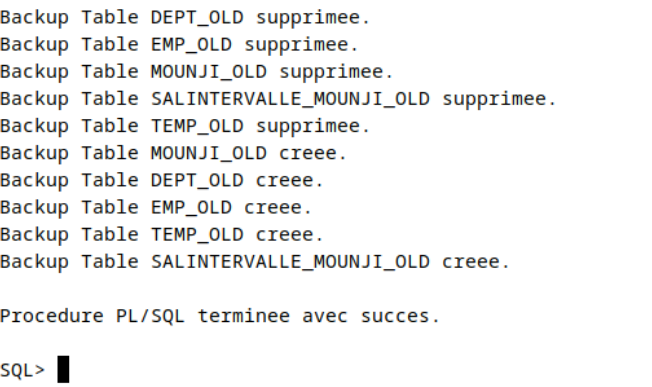 Backup Table DEPT_OLD supprimee.
Backup Table EMP_OLD supprimee.
Backup Table MOUNJI_OLD supprimee.
Backup Table SALINTERVALLE_MOUNJI_OLD supprimee.
Backup Table TEMP_OLD supprimee.
Backup Table MOUNJI_OLD creee.
Backup Table DEPT_OLD creee.
Backup Table EMP_OLD creee.
Backup Table TEMP_OLD creee.
Backup Table SALINTERVALLE_MOUNJI_OLD creee.
Procedure PL/SQL terminee avec succes.
SQL>